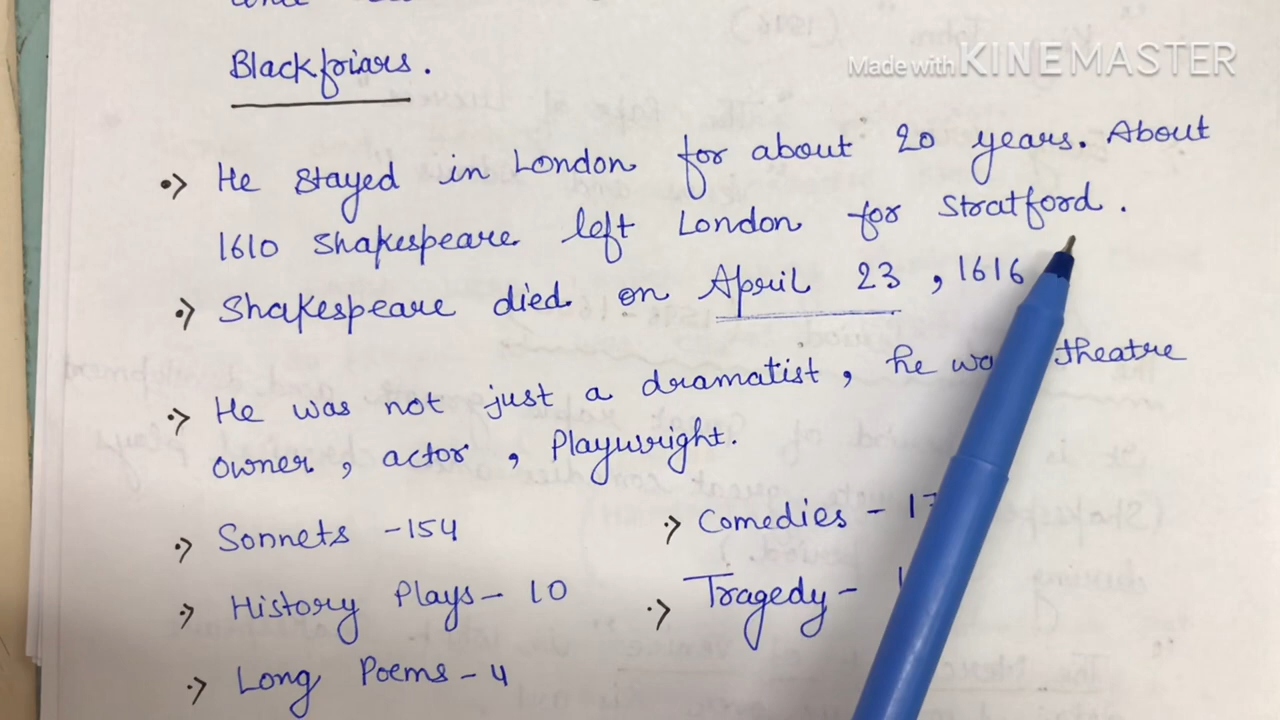 Blackfriars.
Made with KINEMASTER
•> He stayed in London for about 20 years. About
1610 Shakespeare left London for Stratford.
•> Shakespeare died on April 23, 1616
•> He was not just a dramatist, he theatre
owner, actor, Playwright.
•> Sonnets -154
•> Comedies - 17
•> History Plays- 10
•> Tragedy-
•> Long Poems-4